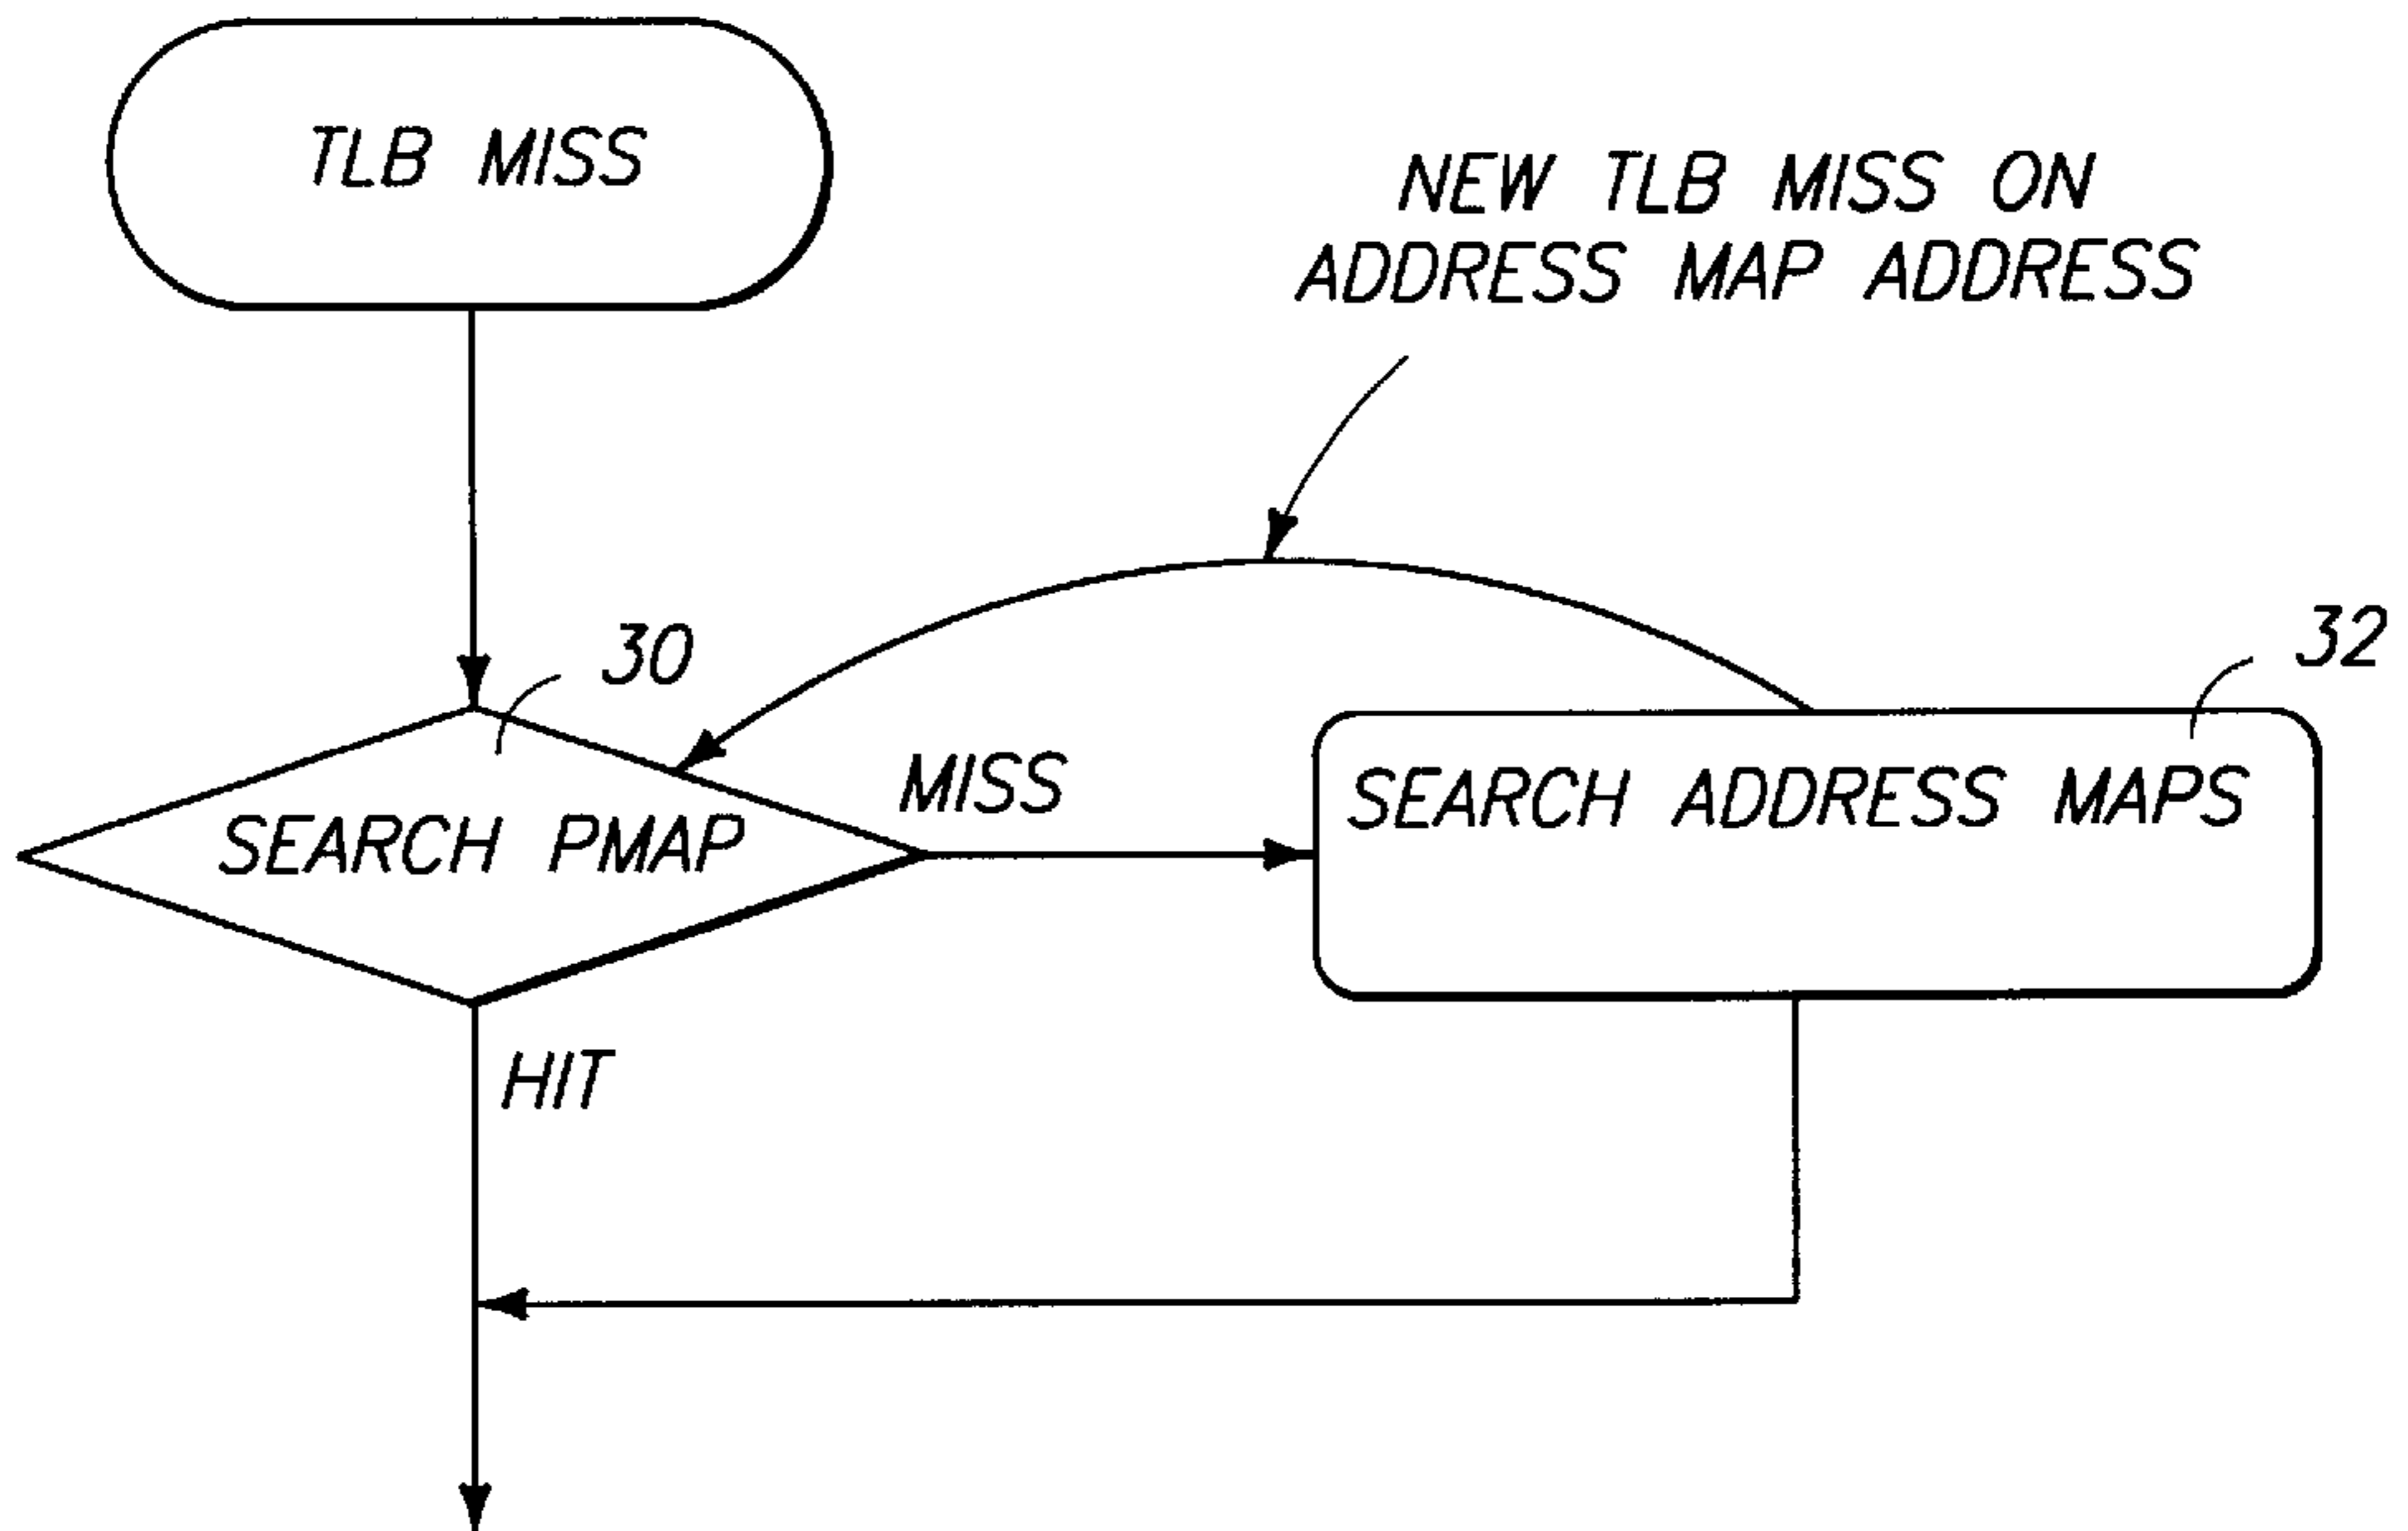 TLB MISS
NEW TLB MISS ON
ADDRESS MAP ADDRESS
30
32
SEARCH PMAP
MISS
SEARCH ADDRESS MAPS
HIT